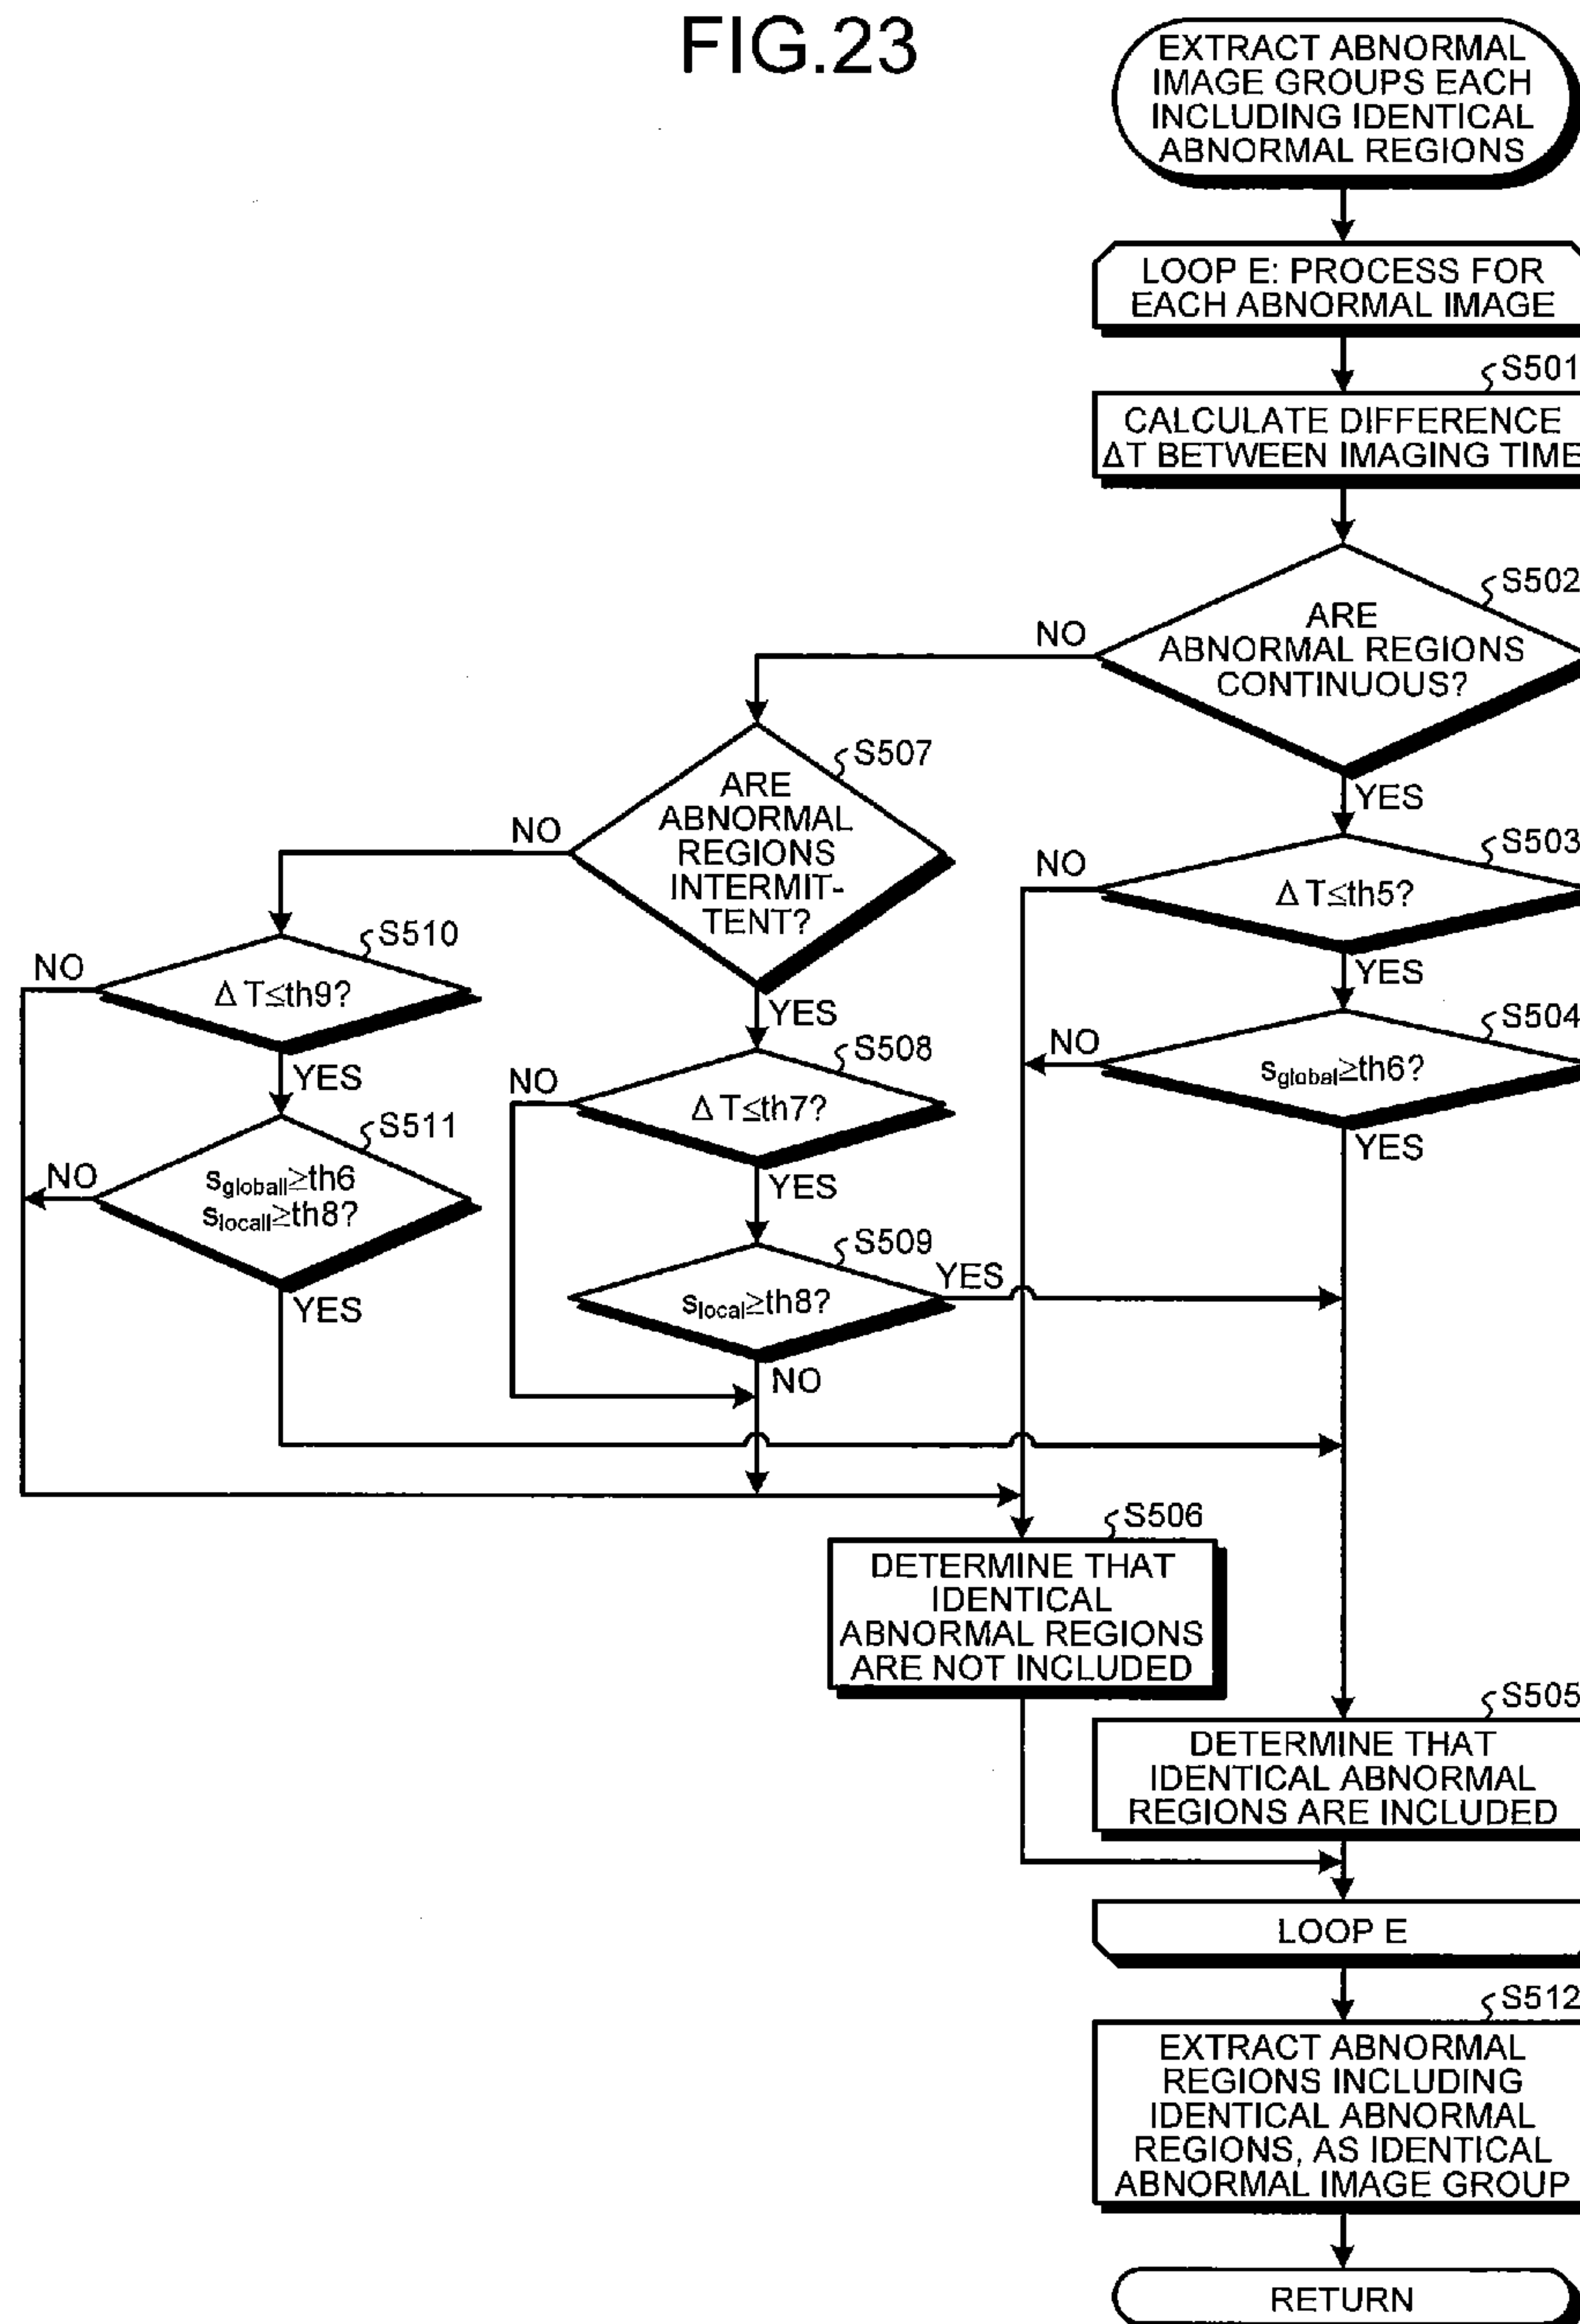 FIG.23
EXTRACT ABNORMAL
IMAGE GROUPS EACH
INCLUDING IDENTICAL
ABNORMAL REGIONS
LOOP E: PROCESS FOR
EACH ABNORMAL IMAGE
S501
CALCULATE DIFFERENCE
ΔT BETWEEN IMAGING TIME
S502
ARE
ABNORMAL REGIONS
CONTINUOUS?
NO
YES
S503
ΔT≤th5?
NO
YES
S504
sglobal≥th6?
NO
YES
S507
ARE
ABNORMAL
REGIONS
INTERMIT-
TENT?
NO
YES
S508
ΔT≤th7?
NO
YES
S509
slocal≥th8?
YES
NO
S510
ΔT≤th9?
NO
YES
S511
sgloball≥th6
slocall≥th8?
NO
YES
S506
DETERMINE THAT
IDENTICAL
ABNORMAL REGIONS
ARE NOT INCLUDED
S505
DETERMINE THAT
IDENTICAL ABNORMAL
REGIONS ARE INCLUDED
LOOP E
S512
EXTRACT ABNORMAL
REGIONS INCLUDING
IDENTICAL ABNORMAL
REGIONS, AS IDENTICAL
ABNORMAL IMAGE GROUP
RETURN